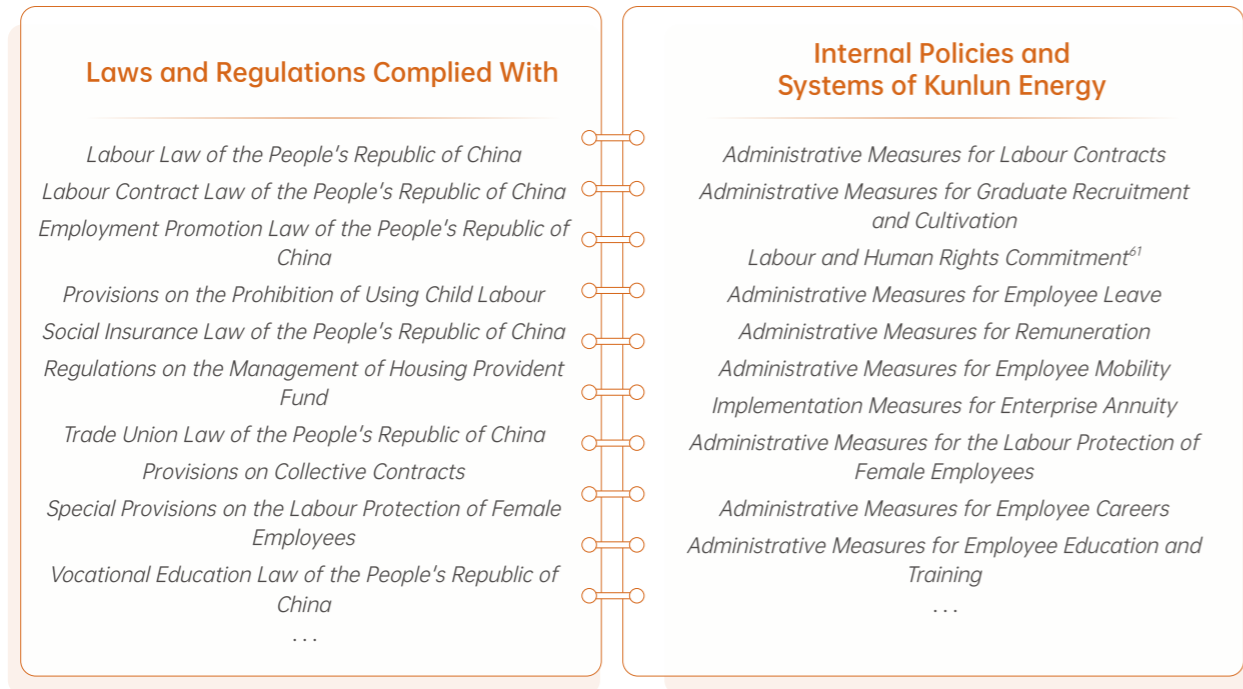 Laws and Regulations Complied With
Labour Law of the People's Republic of China
Labour Contract Law of the People's Republic of China
Employment Promotion Law of the People's Republic of
China
Provisions on the Prohibition of Using Child Labour
Social Insurance Law of the People's Republic of China
Regulations on the Management of Housing Provident
Fund
Trade Union Law of the People's Republic of China
Provisions on Collective Contracts
Special Provisions on the Labour Protection of Female
Employees
Vocational Education Law of the People's Republic of
China
...
Internal Policies and
Systems of Kunlun Energy
Administrative Measures for Labour Contracts
Administrative Measures for Graduate Recruitment
and Cultivation
Labour and Human Rights Commitment61
Administrative Measures for Employee Leave
Administrative Measures for Remuneration
Administrative Measures for Employee Mobility
Implementation Measures for Enterprise Annuity
Administrative Measures for the Labour Protection of
Female Employees
Administrative Measures for Employee Careers
Administrative Measures for Employee Education and
Training
...